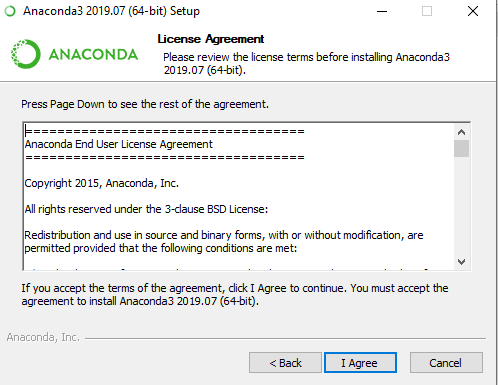 Anaconda3 2019.07 (64-bit) Setup
ANACONDA
License Agreement
Please review the license terms before installing Anaconda3
2019.07 (64-bit).
Press Page Down to see the rest of the agreement.
===================================
Anaconda End User License Agreement
===================================
Copyright 2015, Anaconda, Inc.
All rights reserved under the 3-clause BSD License:
Redistribution and use in source and binary forms, with or without modification, are
permitted provided that the following conditions are met:
If you accept the terms of the agreement, click I Agree to continue. You must accept the
agreement to install Anaconda3 2019.07 (64-bit).
Anaconda, Inc.
< Back
I Agree
Cancel